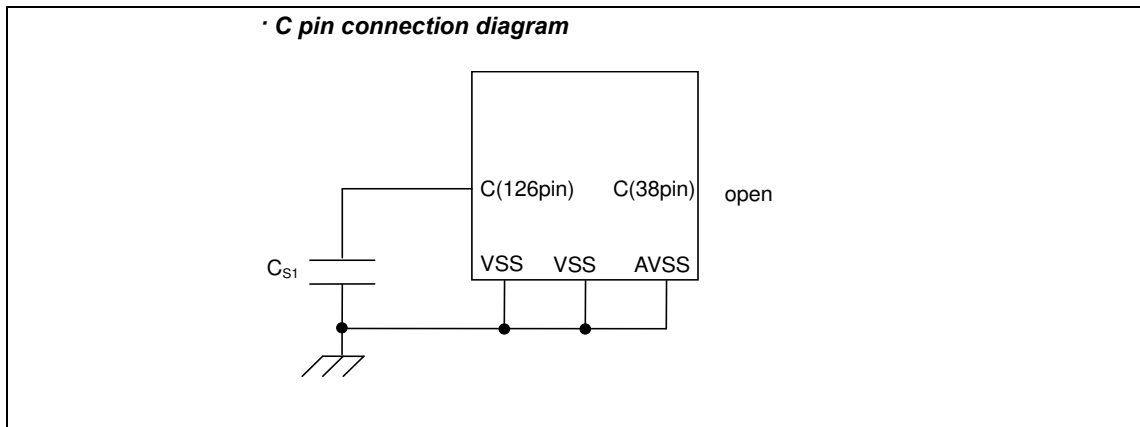 · C pin connection diagram
C(126pin) C(38pin) open
CS1
VSS VSS AVSS